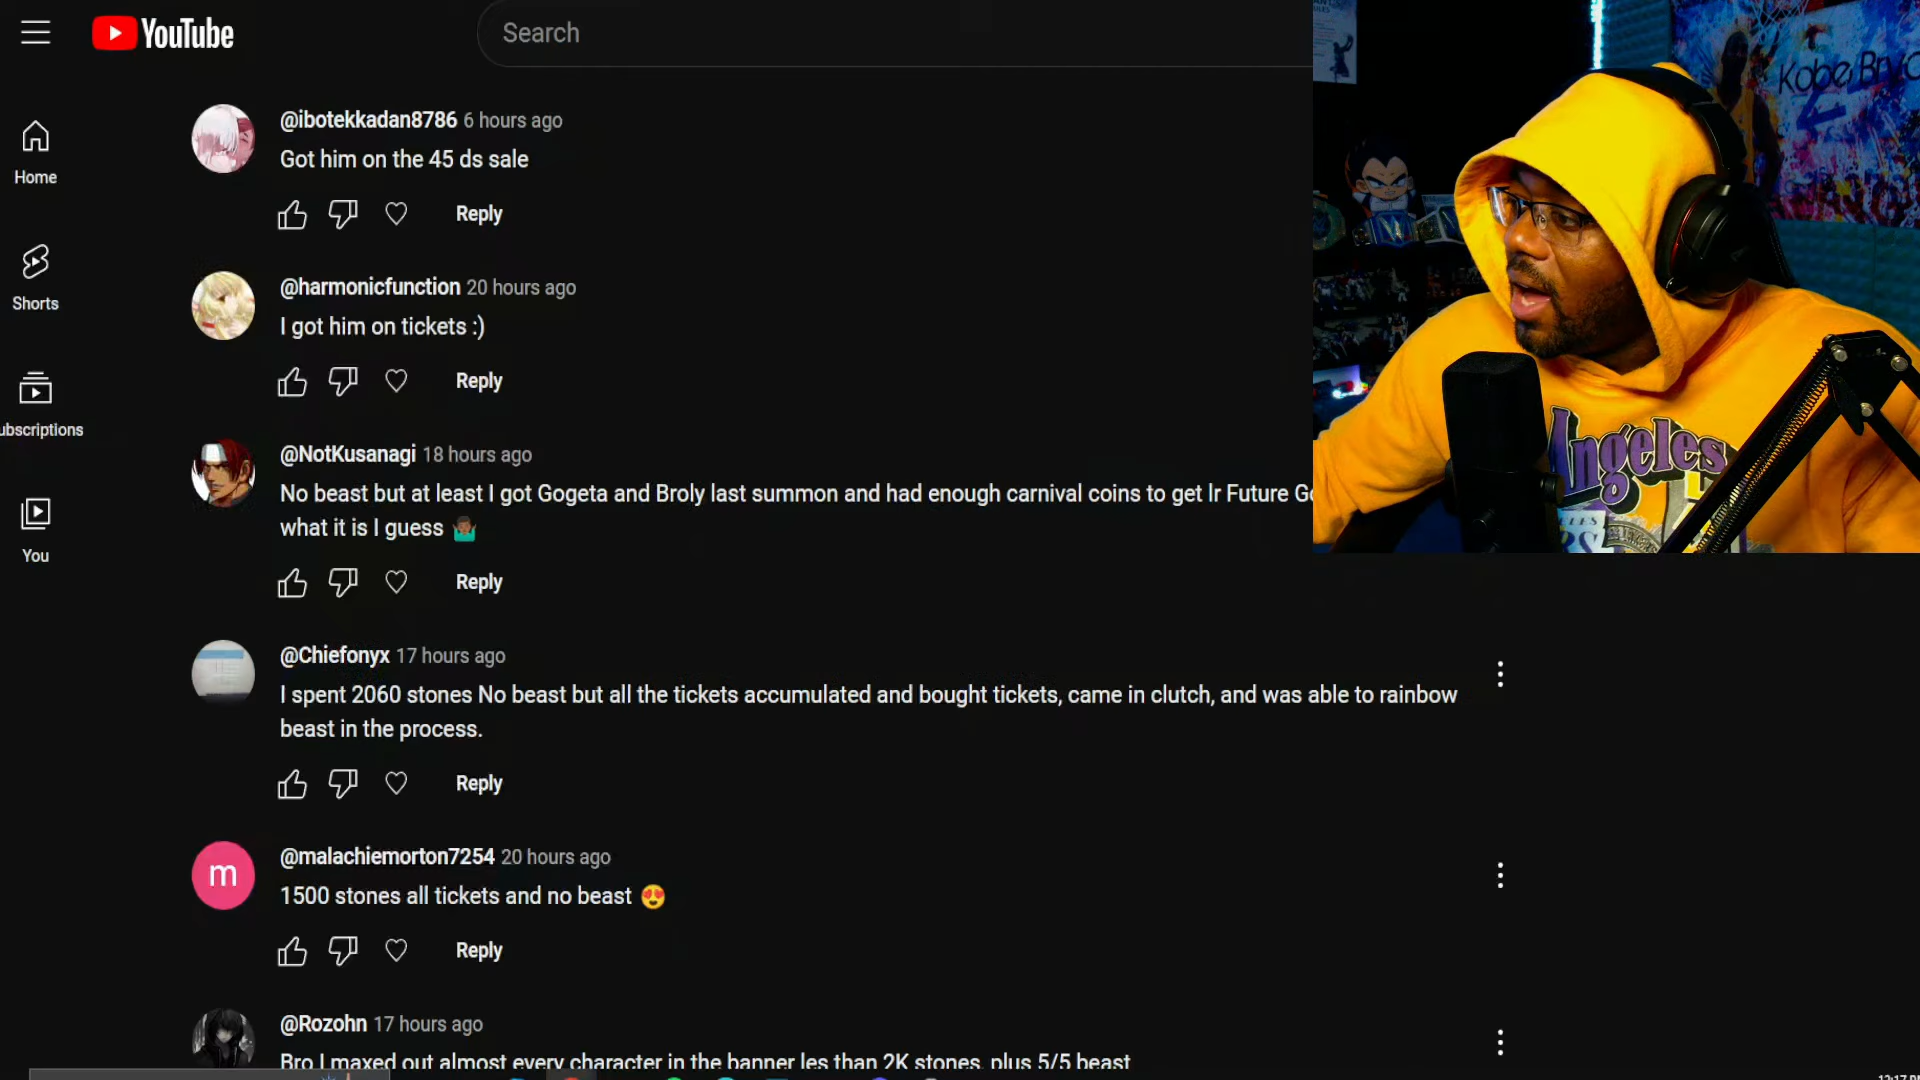 YouTube
Search
Home
Shorts
ubscriptions
You
@ibotekkadan8786 6 hours ago
Got him on the 45 ds sale
Reply
@harmonicfunction 20 hours ago
I got him on tickets :)
Reply
@NotKusanagi 18 hours ago
No beast but at least I got Gogeta and Broly last summon and had enough carnival coins to get lr Future Go
what it is I guess 🤷🏾‍♂️
Reply
@Chiefonyx 17 hours ago
I spent 2060 stones No beast but all the tickets accumulated and bought tickets, came in clutch, and was able to rainbow
beast in the process.
Reply
m
@malachiemorton7254 20 hours ago
1500 stones all tickets and no beast 😍
Reply
@Rozohn 17 hours ago
Bro I maxed out almost every character in the banner les than 2K stones, plus 5/5 beast
Kobe Brya
Angeles